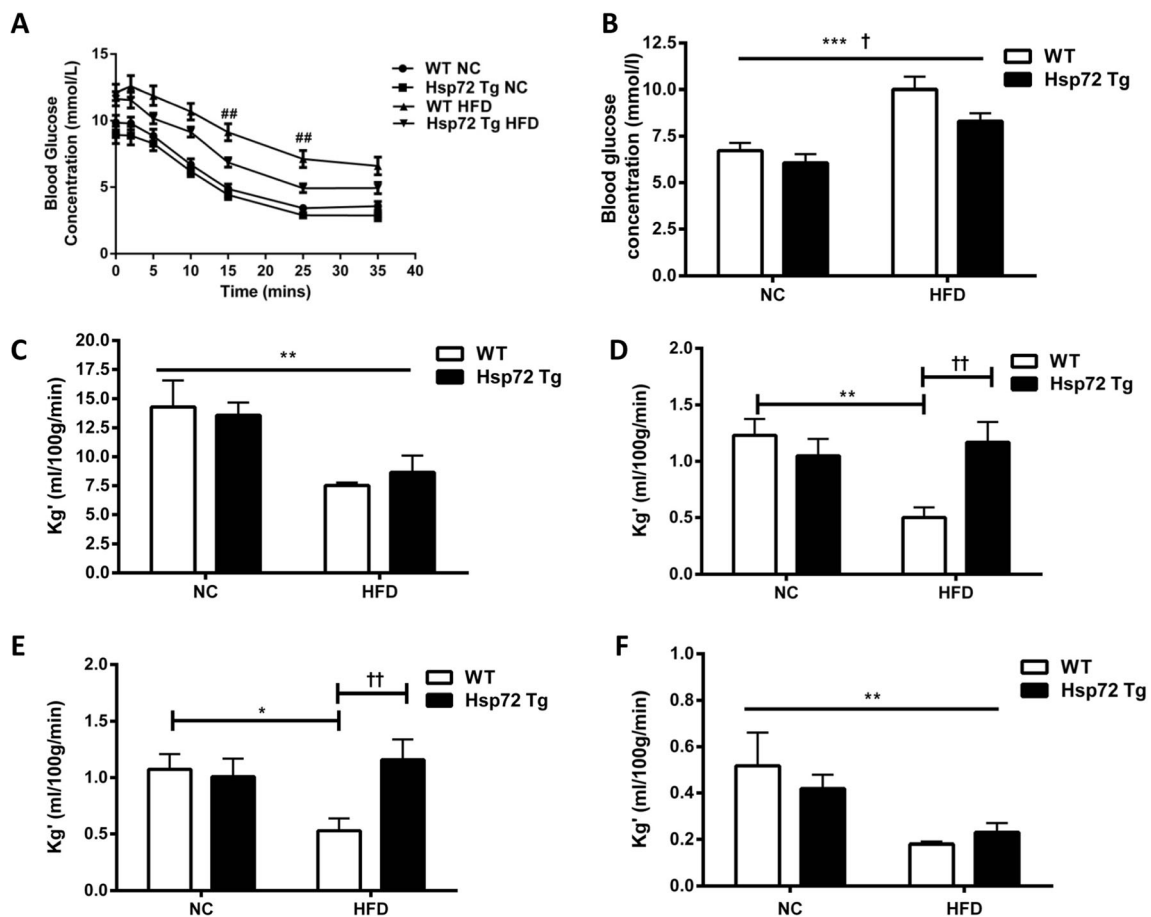 A
Blood Glucose
Concentration (mmol/L)
15
10
5
0
0 5 10 15 20 25 30 35 40
Time (mins)
##
##
WT NC
Hsp72 Tg NC
WT HFD
Hsp72 Tg HFD
B
Blood glucose
concentration (mmol/l)
12.5
10.0
7.5
5.0
2.5
0.0
*** †
WT
Hsp72 Tg
NC HFD
C
Kg' (ml/100g/min)
20.0
17.5
15.0
12.5
10.0
7.5
5.0
2.5
0.0
**
WT
Hsp72 Tg
NC HFD
D
Kg' (ml/100g/min)
2.0
1.5
1.0
0.5
0.0
**
††
WT
Hsp72 Tg
NC HFD
E
Kg' (ml/100g/min)
2.0
1.5
1.0
0.5
0.0
*
††
WT
Hsp72 Tg
NC HFD
F
Kg' (ml/100g/min)
1.0
0.8
0.6
0.4
0.2
0.0
**
WT
Hsp72 Tg
NC HFD